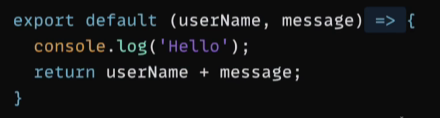 export default (userName, message) => {
  console.log('Hello');
  return userName + message;
}